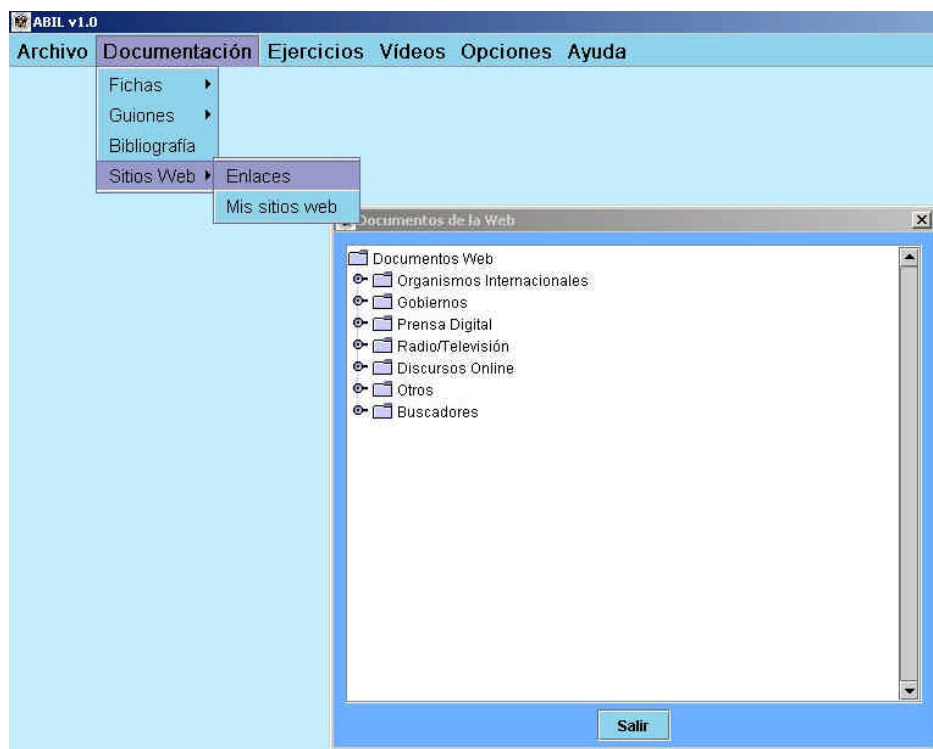 ABIL v1.0
Archivo Documentación Ejercicios Vídeos Opciones Ayuda
Fichas
Guiones
Bibliografía
Sitios Web
Enlaces
Mis sitios web
Documentos de la Web
Documentos Web
Organismos Internacionales
Gobiernos
Prensa Digital
Radio/Televisión
Discursos Online
Otros
Buscadores
Salir